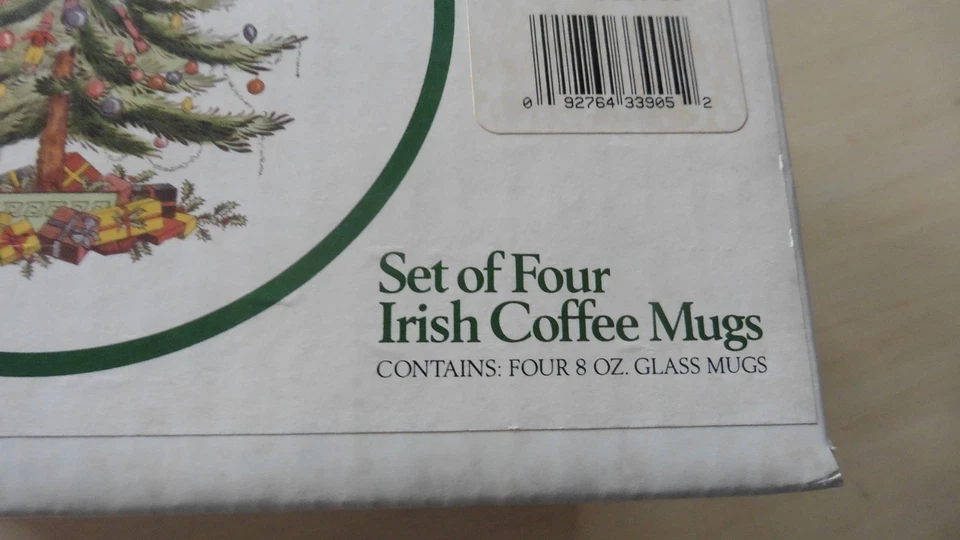 0 92764 33905 2
Set of Four
Irish Coffee Mugs
CONTAINS: FOUR 8 OZ. GLASS MUGS